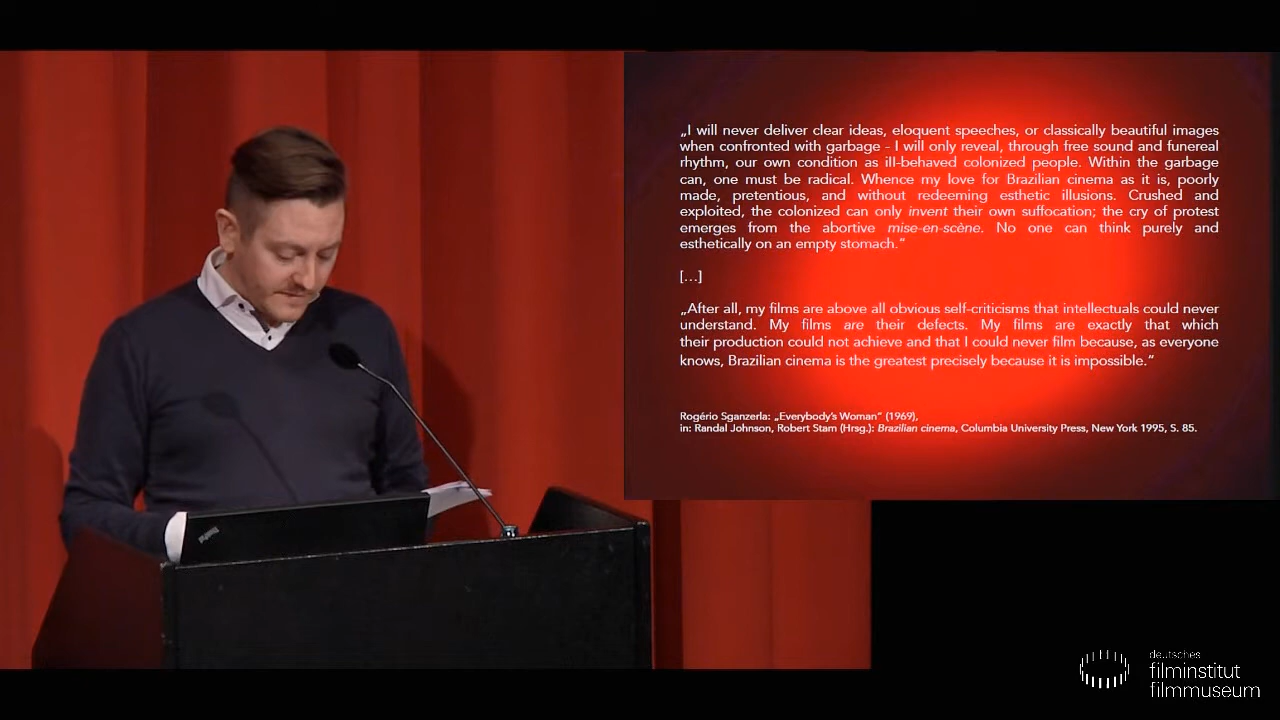 „I will never deliver clear ideas, eloquent speeches, or classically beautiful images
when confronted with garbage - I will only reveal, through free sound and funereal
rhythm, our own condition as ill-behaved colonized people. Within the garbage
can, one must be radical. Whence my love for Brazilian cinema as it is, poorly
made, pretentious, and without redeeming esthetic illusions. Crushed and
exploited, the colonized can only invent their own suffocation; the cry of protest
emerges from the abortive mise-en-scène. No one can think purely and
esthetically on an empty stomach.“
[...]
„After all, my films are above all obvious self-criticisms that intellectuals could never
understand. My films are their defects. My films are exactly that which
their production could not achieve and that I could never film because, as everyone
knows, Brazilian cinema is the greatest precisely because it is impossible.“
Rogério Sganzerla: „Everybody's Woman“ (1969),
in: Randal Johnson, Robert Stam (Hrsg.): Brazilian cinema, Columbia University Press, New York 1995, S. 85.
ThinkPad
deutsches
filminstitut
filmmuseum